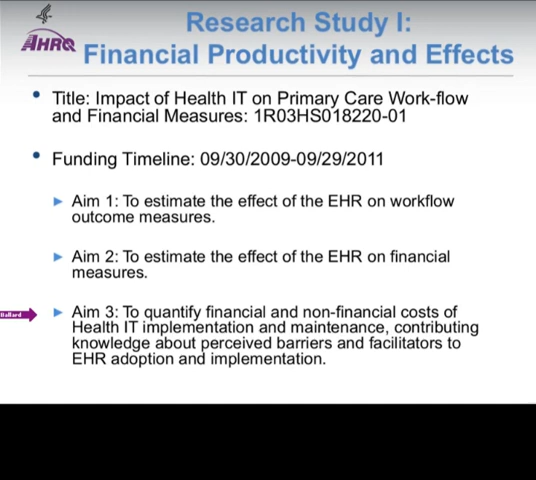 Research Study I:
AHRQ Financial Productivity and Effects
• Title: Impact of Health IT on Primary Care Work-flow
and Financial Measures: 1R03HS018220-01
• Funding Timeline: 09/30/2009-09/29/2011
Aim 1: To estimate the effect of the EHR on workflow
outcome measures.
Aim 2: To estimate the effect of the EHR on financial
measures.
Ballard
Aim 3: To quantify financial and non-financial costs of
Health IT implementation and maintenance, contributing
knowledge about perceived barriers and facilitators to
EHR adoption and implementation.